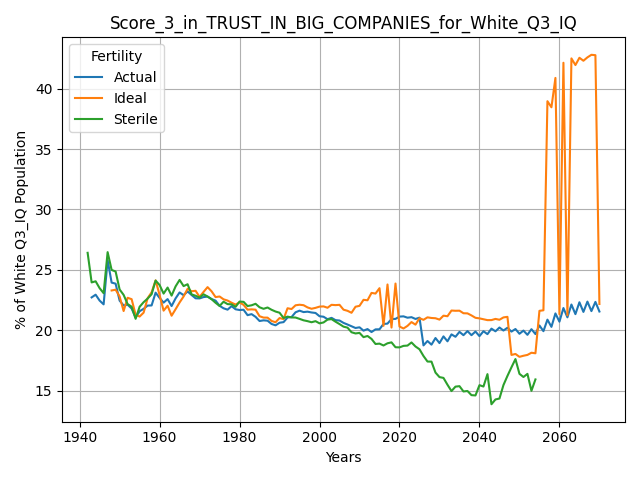 Score_3_in_TRUST_IN_BIG_COMPANIES_for_White_Q3_IQ
Fertility
Actual
Ideal
Sterile
% of White Q3_IQ Population
40
35
30
25
20
15
1940
1960
1980
2000
2020
2040
2060
Years